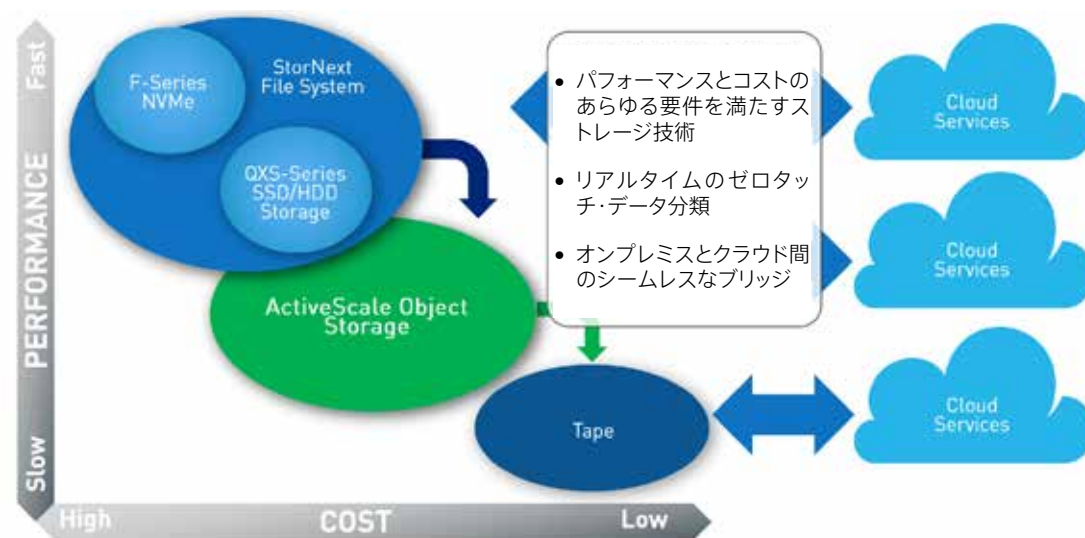 Fast
PERFORMANCE
Slow
F-Series
NVMe
StorNext
File System
QXS-Series
SSD/HDD
Storage
ActiveScale Object
Storage
Tape
• パフォーマンスとコストの
あらゆる要件を満たすス
トレージ技術
• リアルタイムのゼロタッ
チ・データ分類
• オンプレミスとクラウド間
のシームレスなブリッジ
Cloud
Services
Cloud
Services
Cloud
Services
High
COST
Low